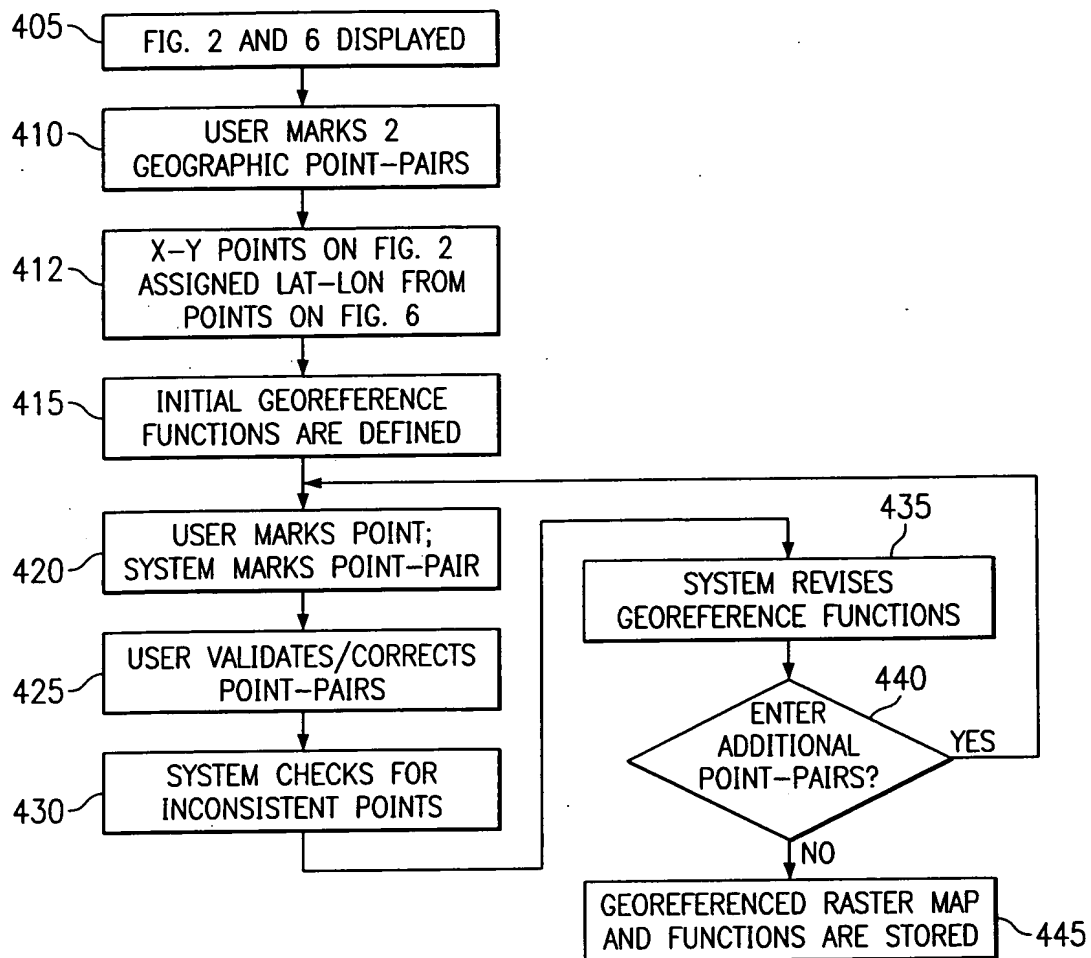 405
FIG. 2 AND 6 DISPLAYED
410
USER MARKS 2
GEOGRAPHIC POINT-PAIRS
412
X-Y POINTS ON FIG. 2
ASSIGNED LAT-LON FROM
POINTS ON FIG. 6
415
INITIAL GEOREFERENCE
FUNCTIONS ARE DEFINED
420
USER MARKS POINT;
SYSTEM MARKS POINT-PAIR
425
USER VALIDATES/CORRECTS
POINT-PAIRS
430
SYSTEM CHECKS FOR
INCONSISTENT POINTS
435
SYSTEM REVISES
GEOREFERENCE FUNCTIONS
440
ENTER
ADDITIONAL
POINT-PAIRS?
YES
NO
GEOREFERENCED RASTER MAP
AND FUNCTIONS ARE STORED
445